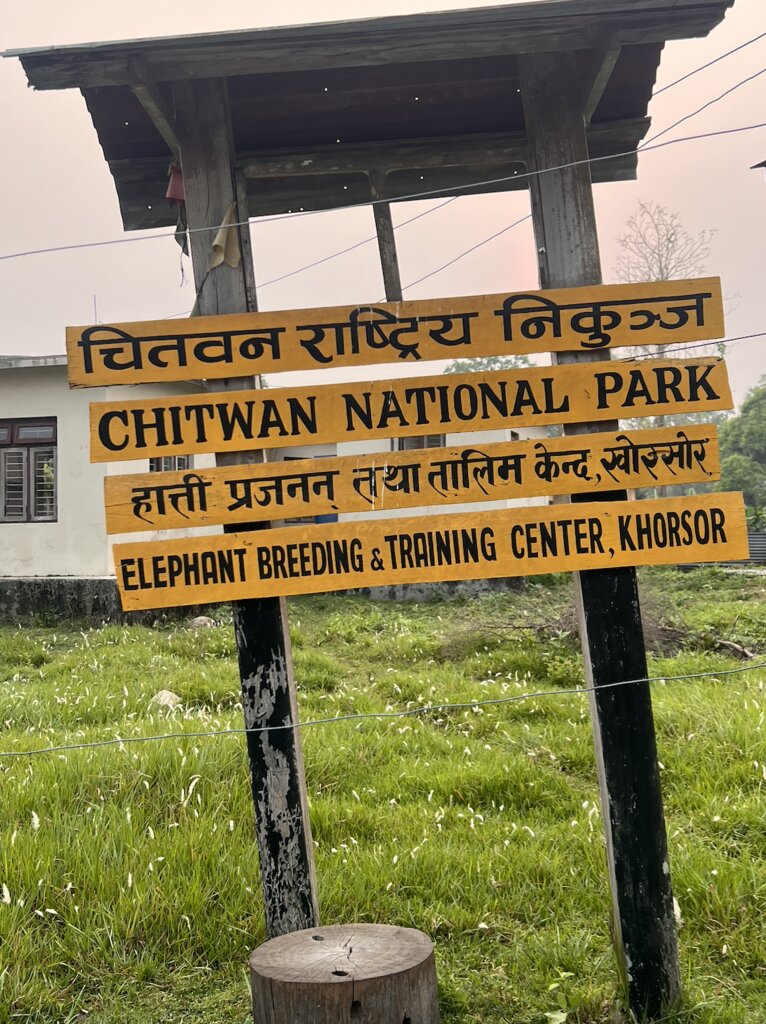 चितवन राष्ट्रिय निकुञ्ज
CHITWAN NATIONAL PARK
हात्ती प्रजनन् तथा तालिम केन्द्र, खोरसोर
ELEPHANT BREEDING & TRAINING CENTER, KHORSOR